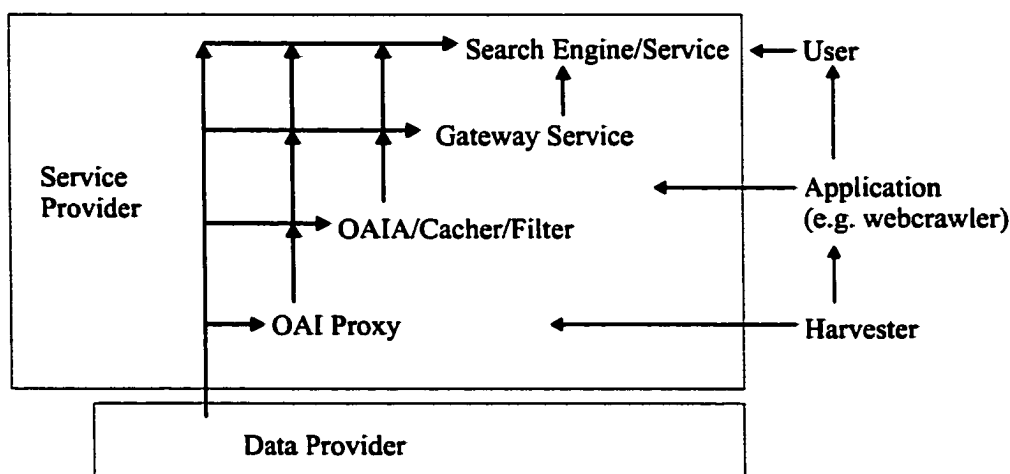 Search Engine/Service
User
Gateway Service
Service
Provider
Application
(e.g. webcrawler)
OAIA/Cacher/Filter
OAI Proxy
Harvester
Data Provider